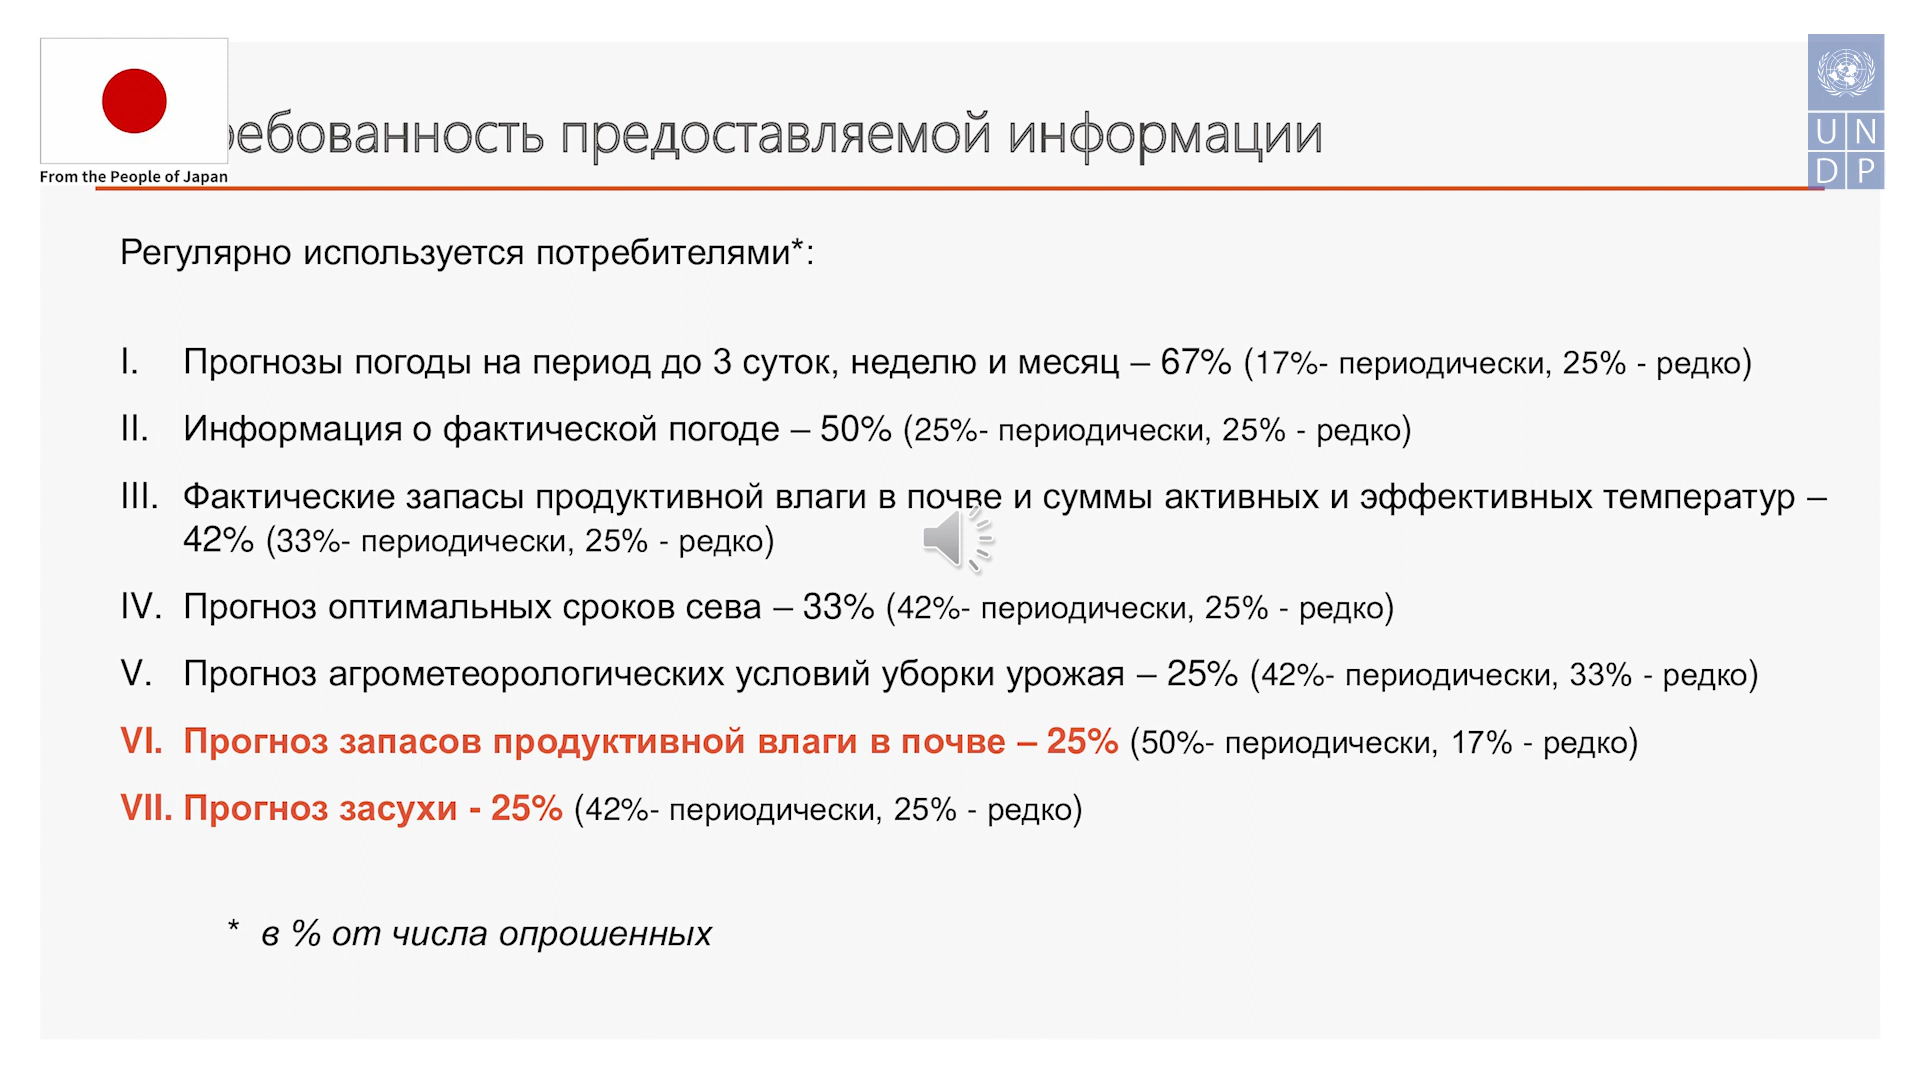 предоставляемой информации
From the People of Japan
UN
DP
Регулярно используется потребителями*:
I. Прогнозы погоды на период до 3 суток, неделю и месяц – 67% (17%- периодически, 25% - редко)
II. Информация о фактической погоде – 50% (25%- периодически, 25% - редко)
III. Фактические запасы продуктивной влаги в почве и суммы активных и эффективных температур –
42% (33%- периодически, 25% - редко)
IV. Прогноз оптимальных сроков сева – 33% (42%- периодически, 25% - редко)
V. Прогноз агрометеорологических условий уборки урожая – 25% (42%- периодически, 33% - редко)
VI. Прогноз запасов продуктивной влаги в почве – 25% (50%- периодически, 17% - редко)
VII. Прогноз засухи - 25% (42%- периодически, 25% - редко)
* в % от числа опрошенных